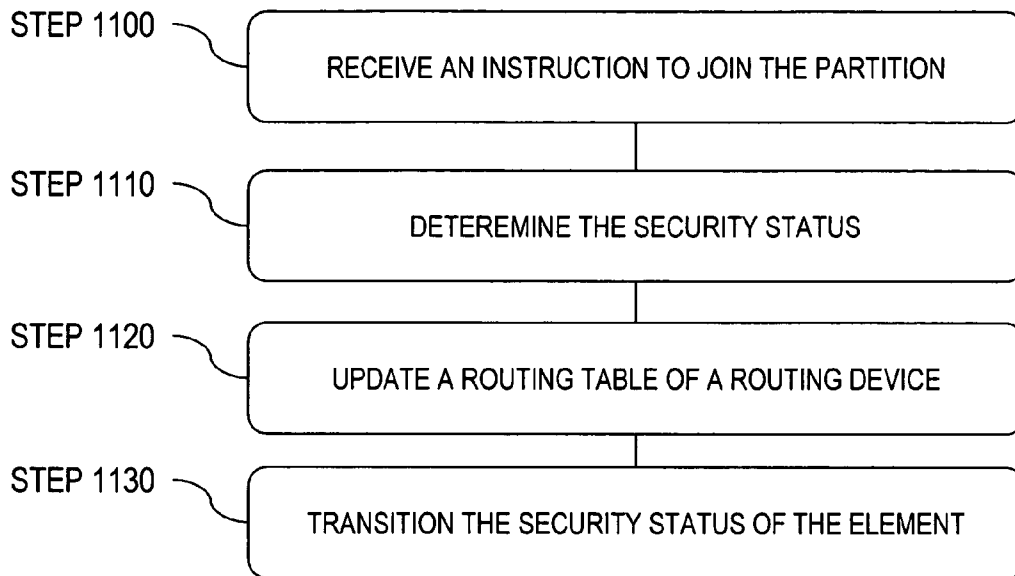 STEP 1100
RECEIVE AN INSTRUCTION TO JOIN THE PARTITION
STEP 1110
DETEREMINE THE SECURITY STATUS
STEP 1120
UPDATE A ROUTING TABLE OF A ROUTING DEVICE
STEP 1130
TRANSITION THE SECURITY STATUS OF THE ELEMENT